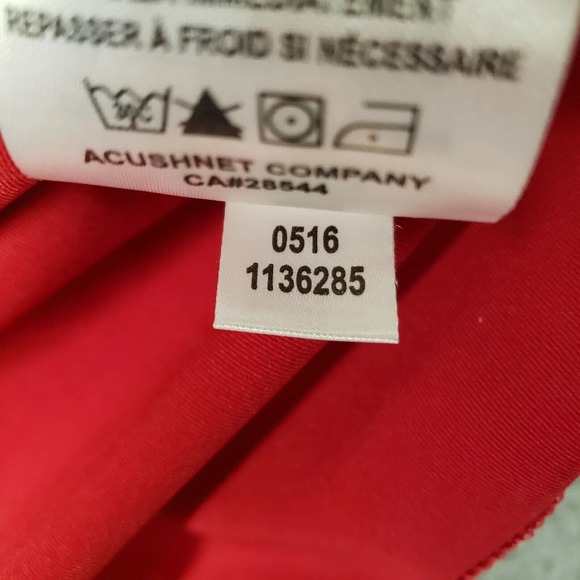 REPASSER À FROID SI NÉCESSAIRE
ACUSHNET COMPANY
CA#28544
0516
1136285